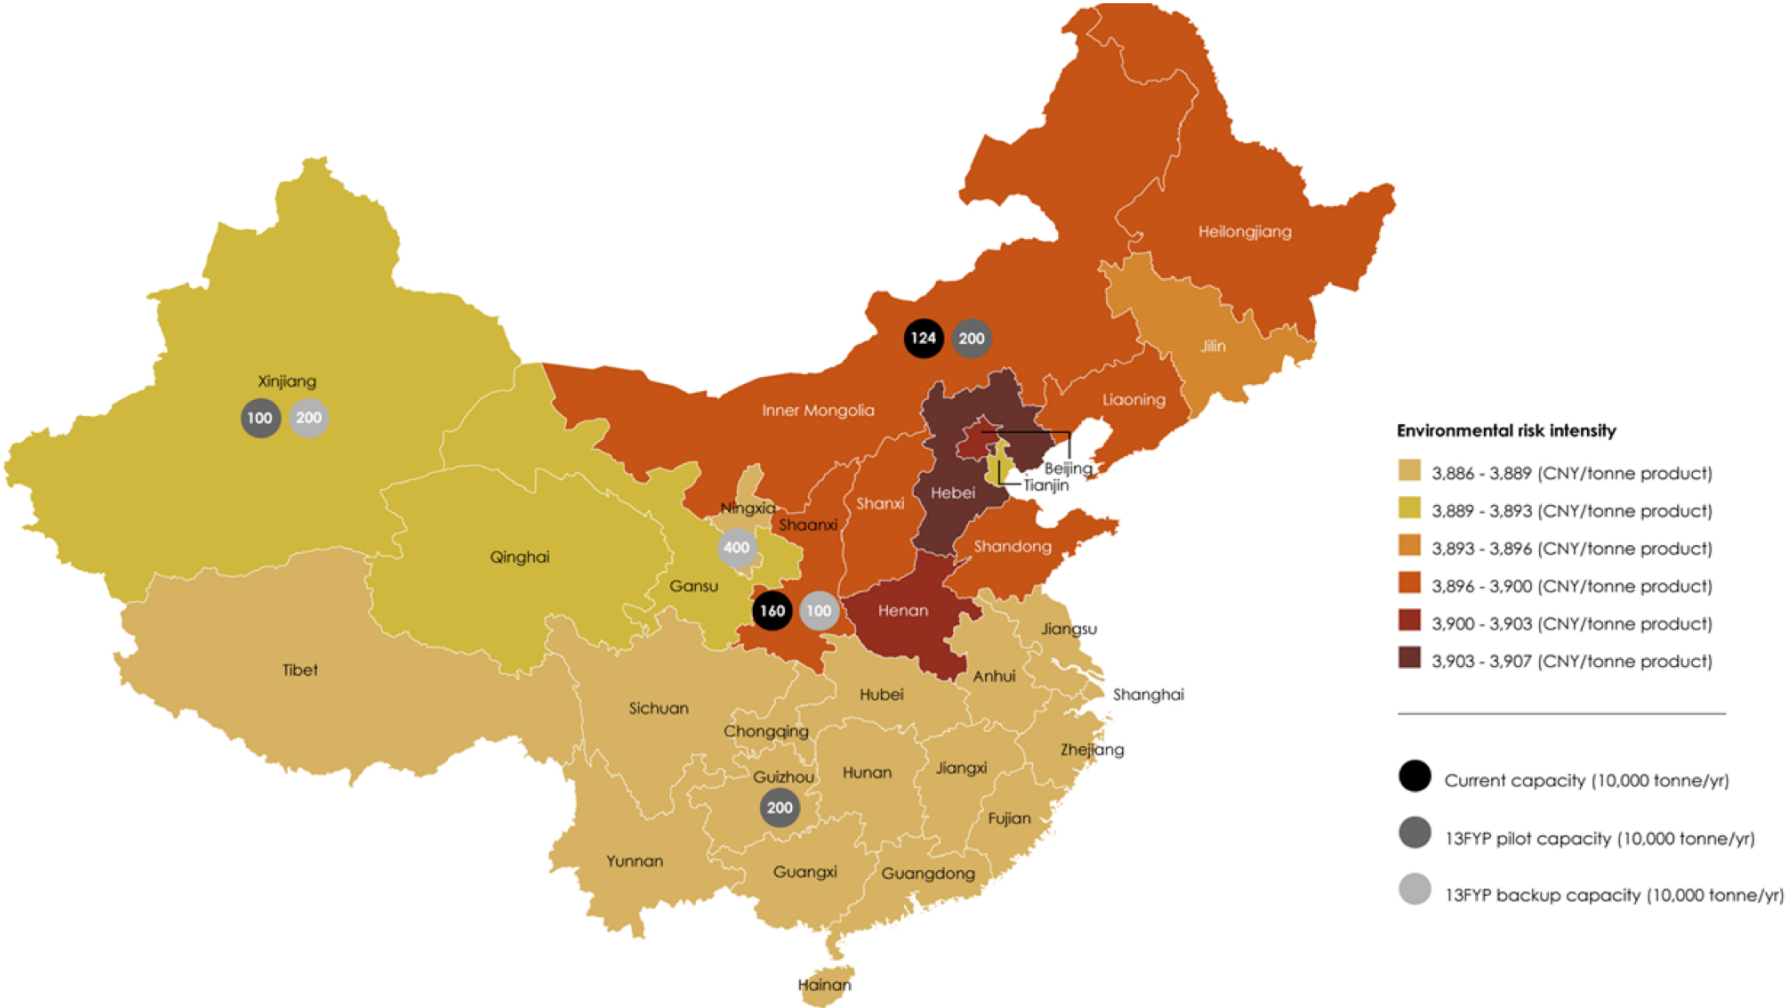 Heilongjiang
Jilin
124
200
Xinjiang
100
200
Inner Mongolia
Liaoning
Environmental risk intensity
3,886 - 3,889 (CNY/tonne product)
3,889 - 3,893 (CNY/tonne product)
3,893 - 3,896 (CNY/tonne product)
3,896 - 3,900 (CNY/tonne product)
3,900 - 3,903 (CNY/tonne product)
3,903 - 3,907 (CNY/tonne product)
Beijing
Tianjin
Hebei
Shanxi
Ningxia
Shaanxi
400
Shandong
Qinghai
Gansu
160
100
Henan
Jiangsu
Tibet
Anhui
Hubei
Shanghai
Sichuan
Chongqing
Zhejiang
Guizhou
Hunan
Jiangxi
200
Fujian
Yunnan
Guangxi
Guangdong
Hainan
Current capacity (10,000 tonne/yr)
13FYP pilot capacity (10,000 tonne/yr)
13FYP backup capacity (10,000 tonne/yr)